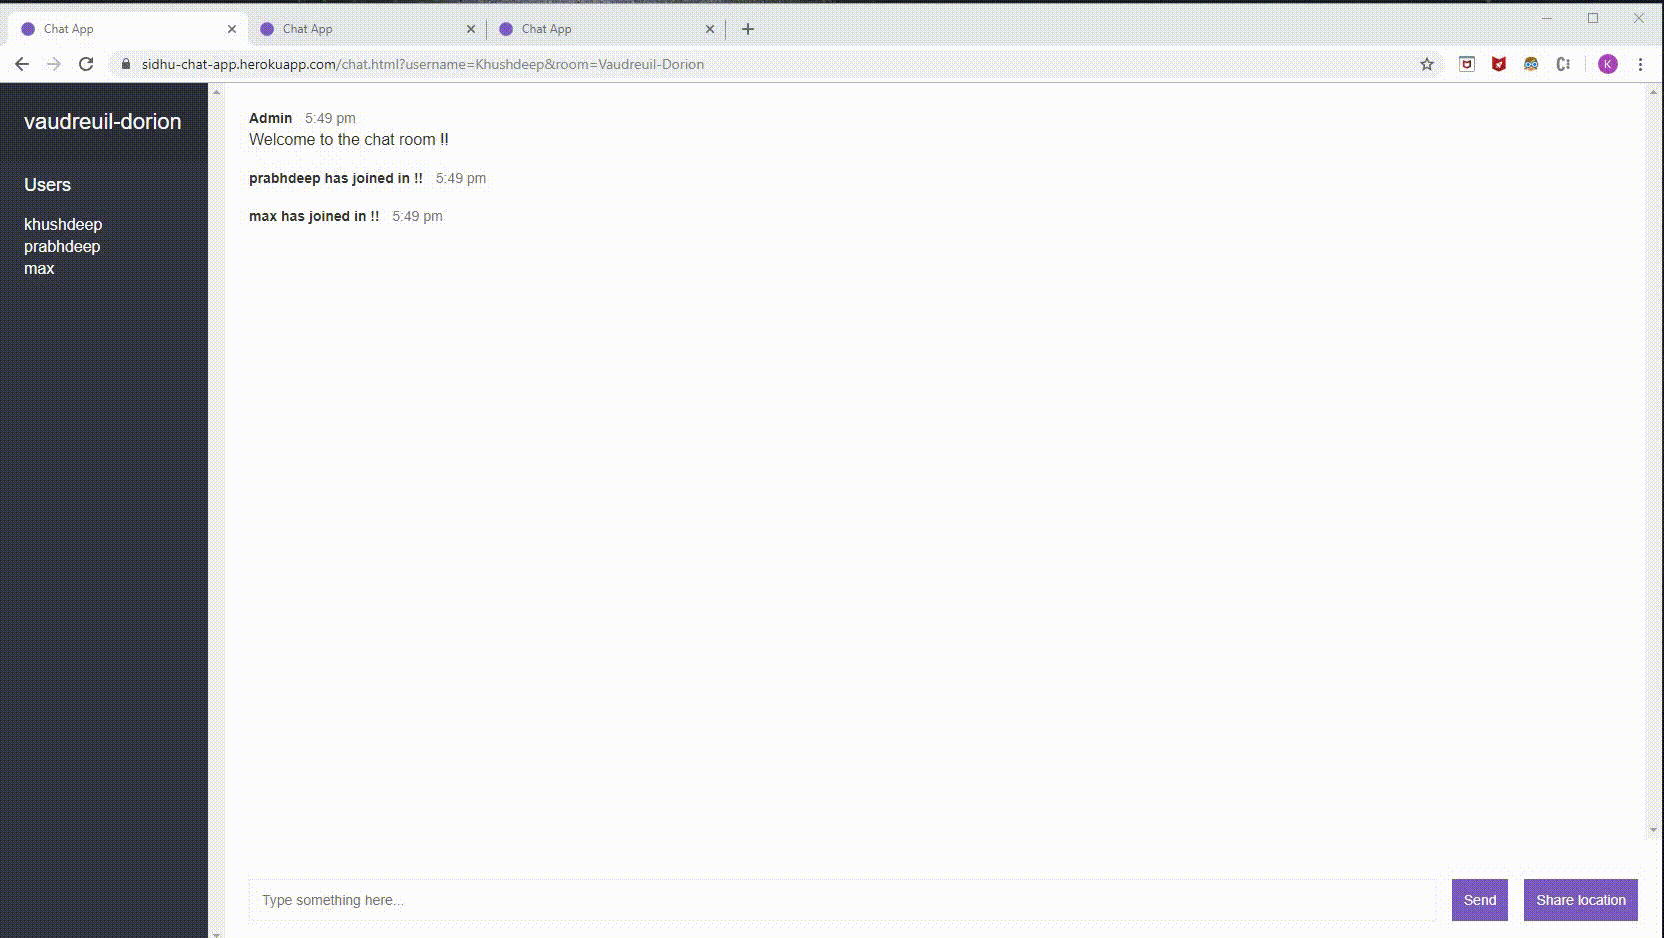 Chat App
Chat App
Chat App
sidhu-chat-app.herokuapp.com/chat.html?username=Khushdeep&room=Vaudreuil-Dorion
K
vaudreuil-dorion
Users
khushdeep
prabhdeep
max
Admin 5:49 pm
Welcome to the chat room !!
prabhdeep has joined in !! 5:49 pm
max has joined in !! 5:49 pm
Type something here...
Send
Share location